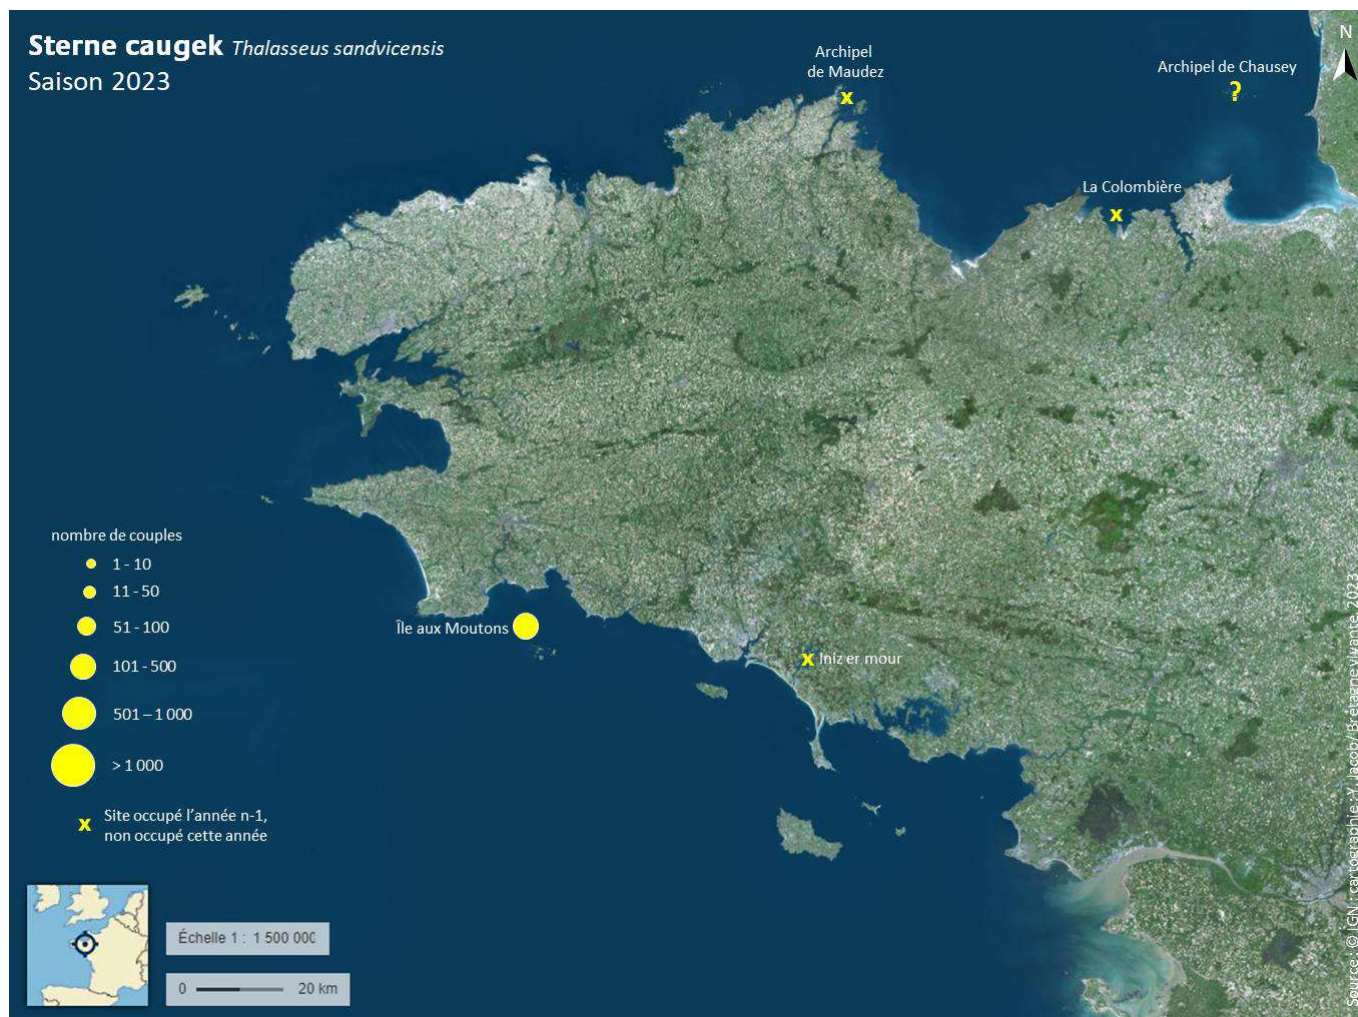 Sterne caugek Thalasseus sandvicensis
Saison 2023
Archipel
de Maudez
x
Archipel de Chausey
?
N
La Colombière
x
nombre de couples
1 - 10
11 - 50
51 - 100
101 - 500
501 – 1 000
> 1 000
x Site occupé l'année n-1,
non occupé cette année
Île aux Moutons
x Iniz er mour
Échelle 1 : 1 500 000
0 20 km
Source : © IGN ; cartographie : Y. Jacob/ Bretagne vivante, 2023